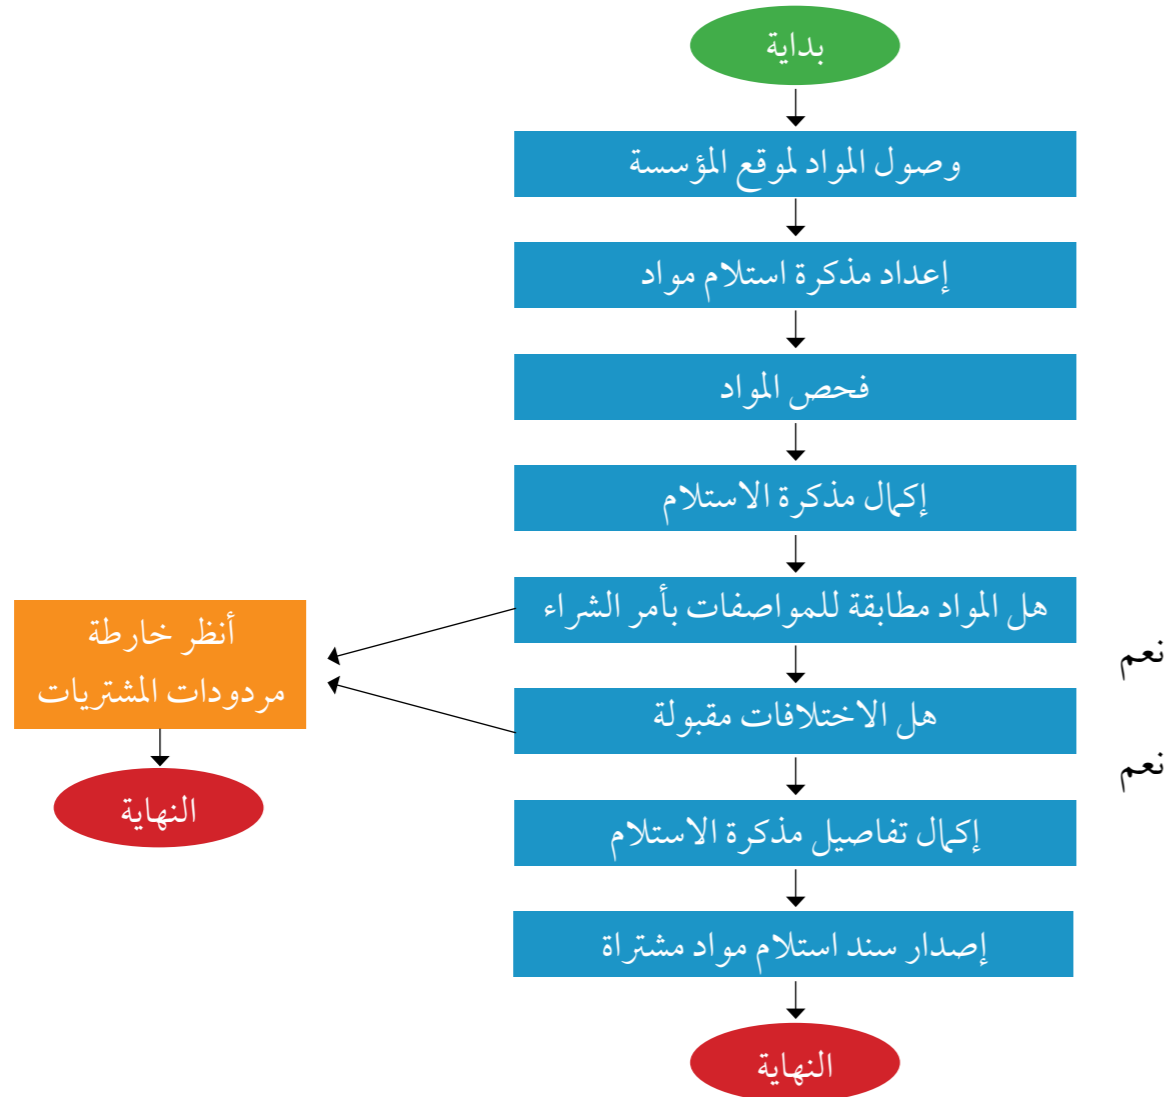 بداية
وصول المواد لموقع المؤسسة
إعداد مذكرة استلام مواد
فحص المواد
إكمال مذكرة الاستلام
هل المواد مطابقة للمواصفات بأمر الشراء
نعم
هل الاختلافات مقبولة
نعم
إكمال تفاصيل مذكرة الاستلام
إصدار سند استلام مواد مشتراة
النهاية
أنظر خارطة
مردودات المشتريات
النهاية